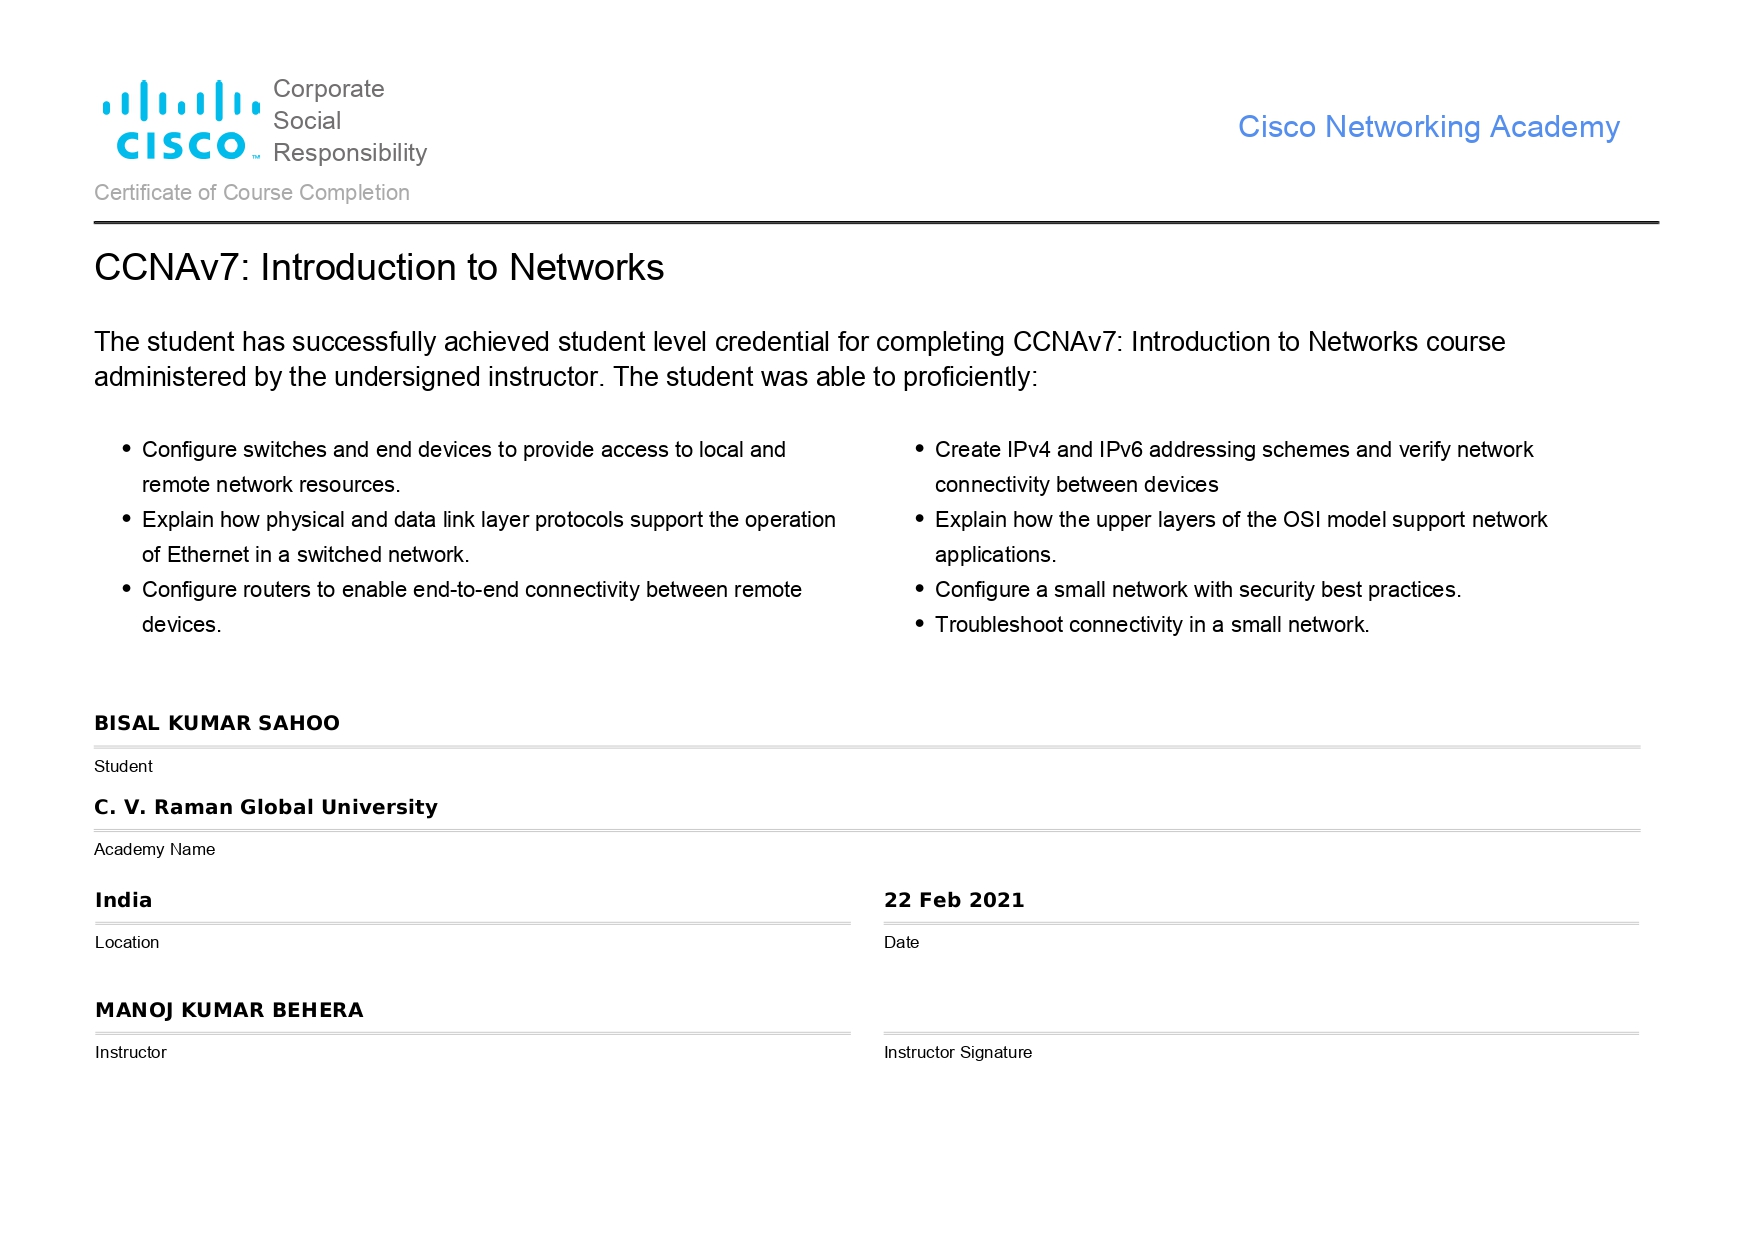 CISCO
TM
Corporate
Social
Responsibility
Cisco Networking Academy
Certificate of Course Completion
CCNAv7: Introduction to Networks
The student has successfully achieved student level credential for completing CCNAv7: Introduction to Networks course
administered by the undersigned instructor. The student was able to proficiently:
• Configure switches and end devices to provide access to local and
remote network resources.
• Explain how physical and data link layer protocols support the operation
of Ethernet in a switched network.
• Configure routers to enable end-to-end connectivity between remote
devices.
• Create IPv4 and IPv6 addressing schemes and verify network
connectivity between devices
• Explain how the upper layers of the OSI model support network
applications.
• Configure a small network with security best practices.
• Troubleshoot connectivity in a small network.
BISAL KUMAR SAHOO
Student
C. V. Raman Global University
Academy Name
India
Location
22 Feb 2021
Date
MANOJ KUMAR BEHERA
Instructor
Instructor Signature